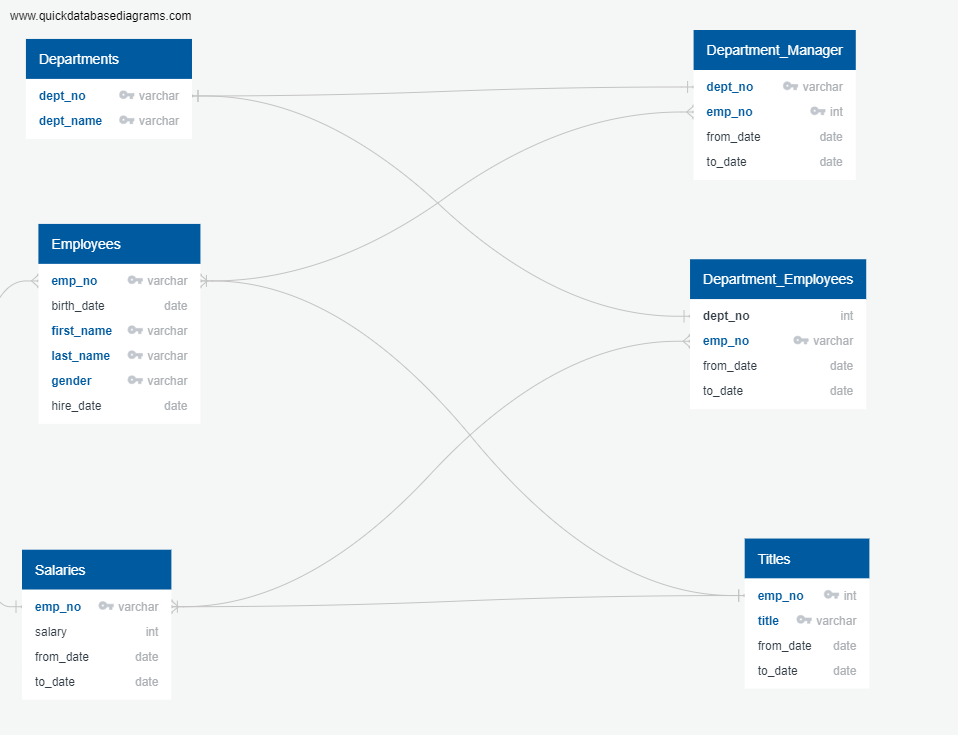 www.quickdatabasediagrams.com
Departments
dept_no varchar
dept_name varchar
Department_Manager
dept_no varchar
emp_no int
from_date date
to_date date
Employees
emp_no varchar
birth_date date
first_name varchar
last_name varchar
gender varchar
hire_date date
Department_Employees
dept_no int
emp_no varchar
from_date date
to_date date
Salaries
emp_no varchar
salary int
from_date date
to_date date
Titles
emp_no int
title varchar
from_date date
to_date date